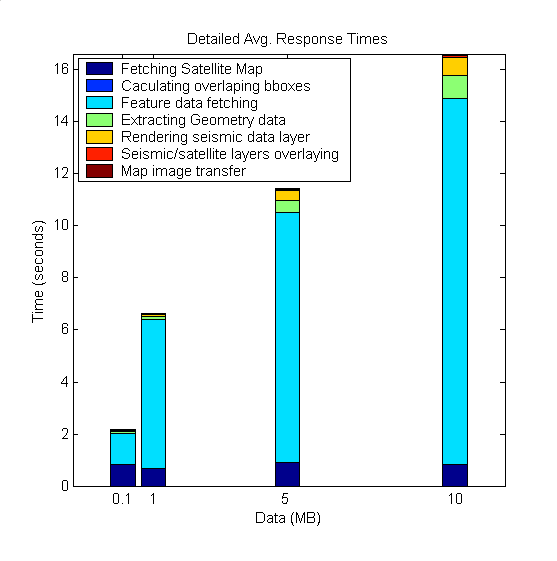 Detailed Avg. Response Times
Fetching Satellite Map
Caculating overlaping bboxes
Feature data fetching
Extracting Geometry data
Rendering seismic data layer
Seismic/satellite layers overlaying
Map image transfer
16
14
12
10
8
6
4
2
0
Time (seconds)
0.1 1 5 10
Data (MB)